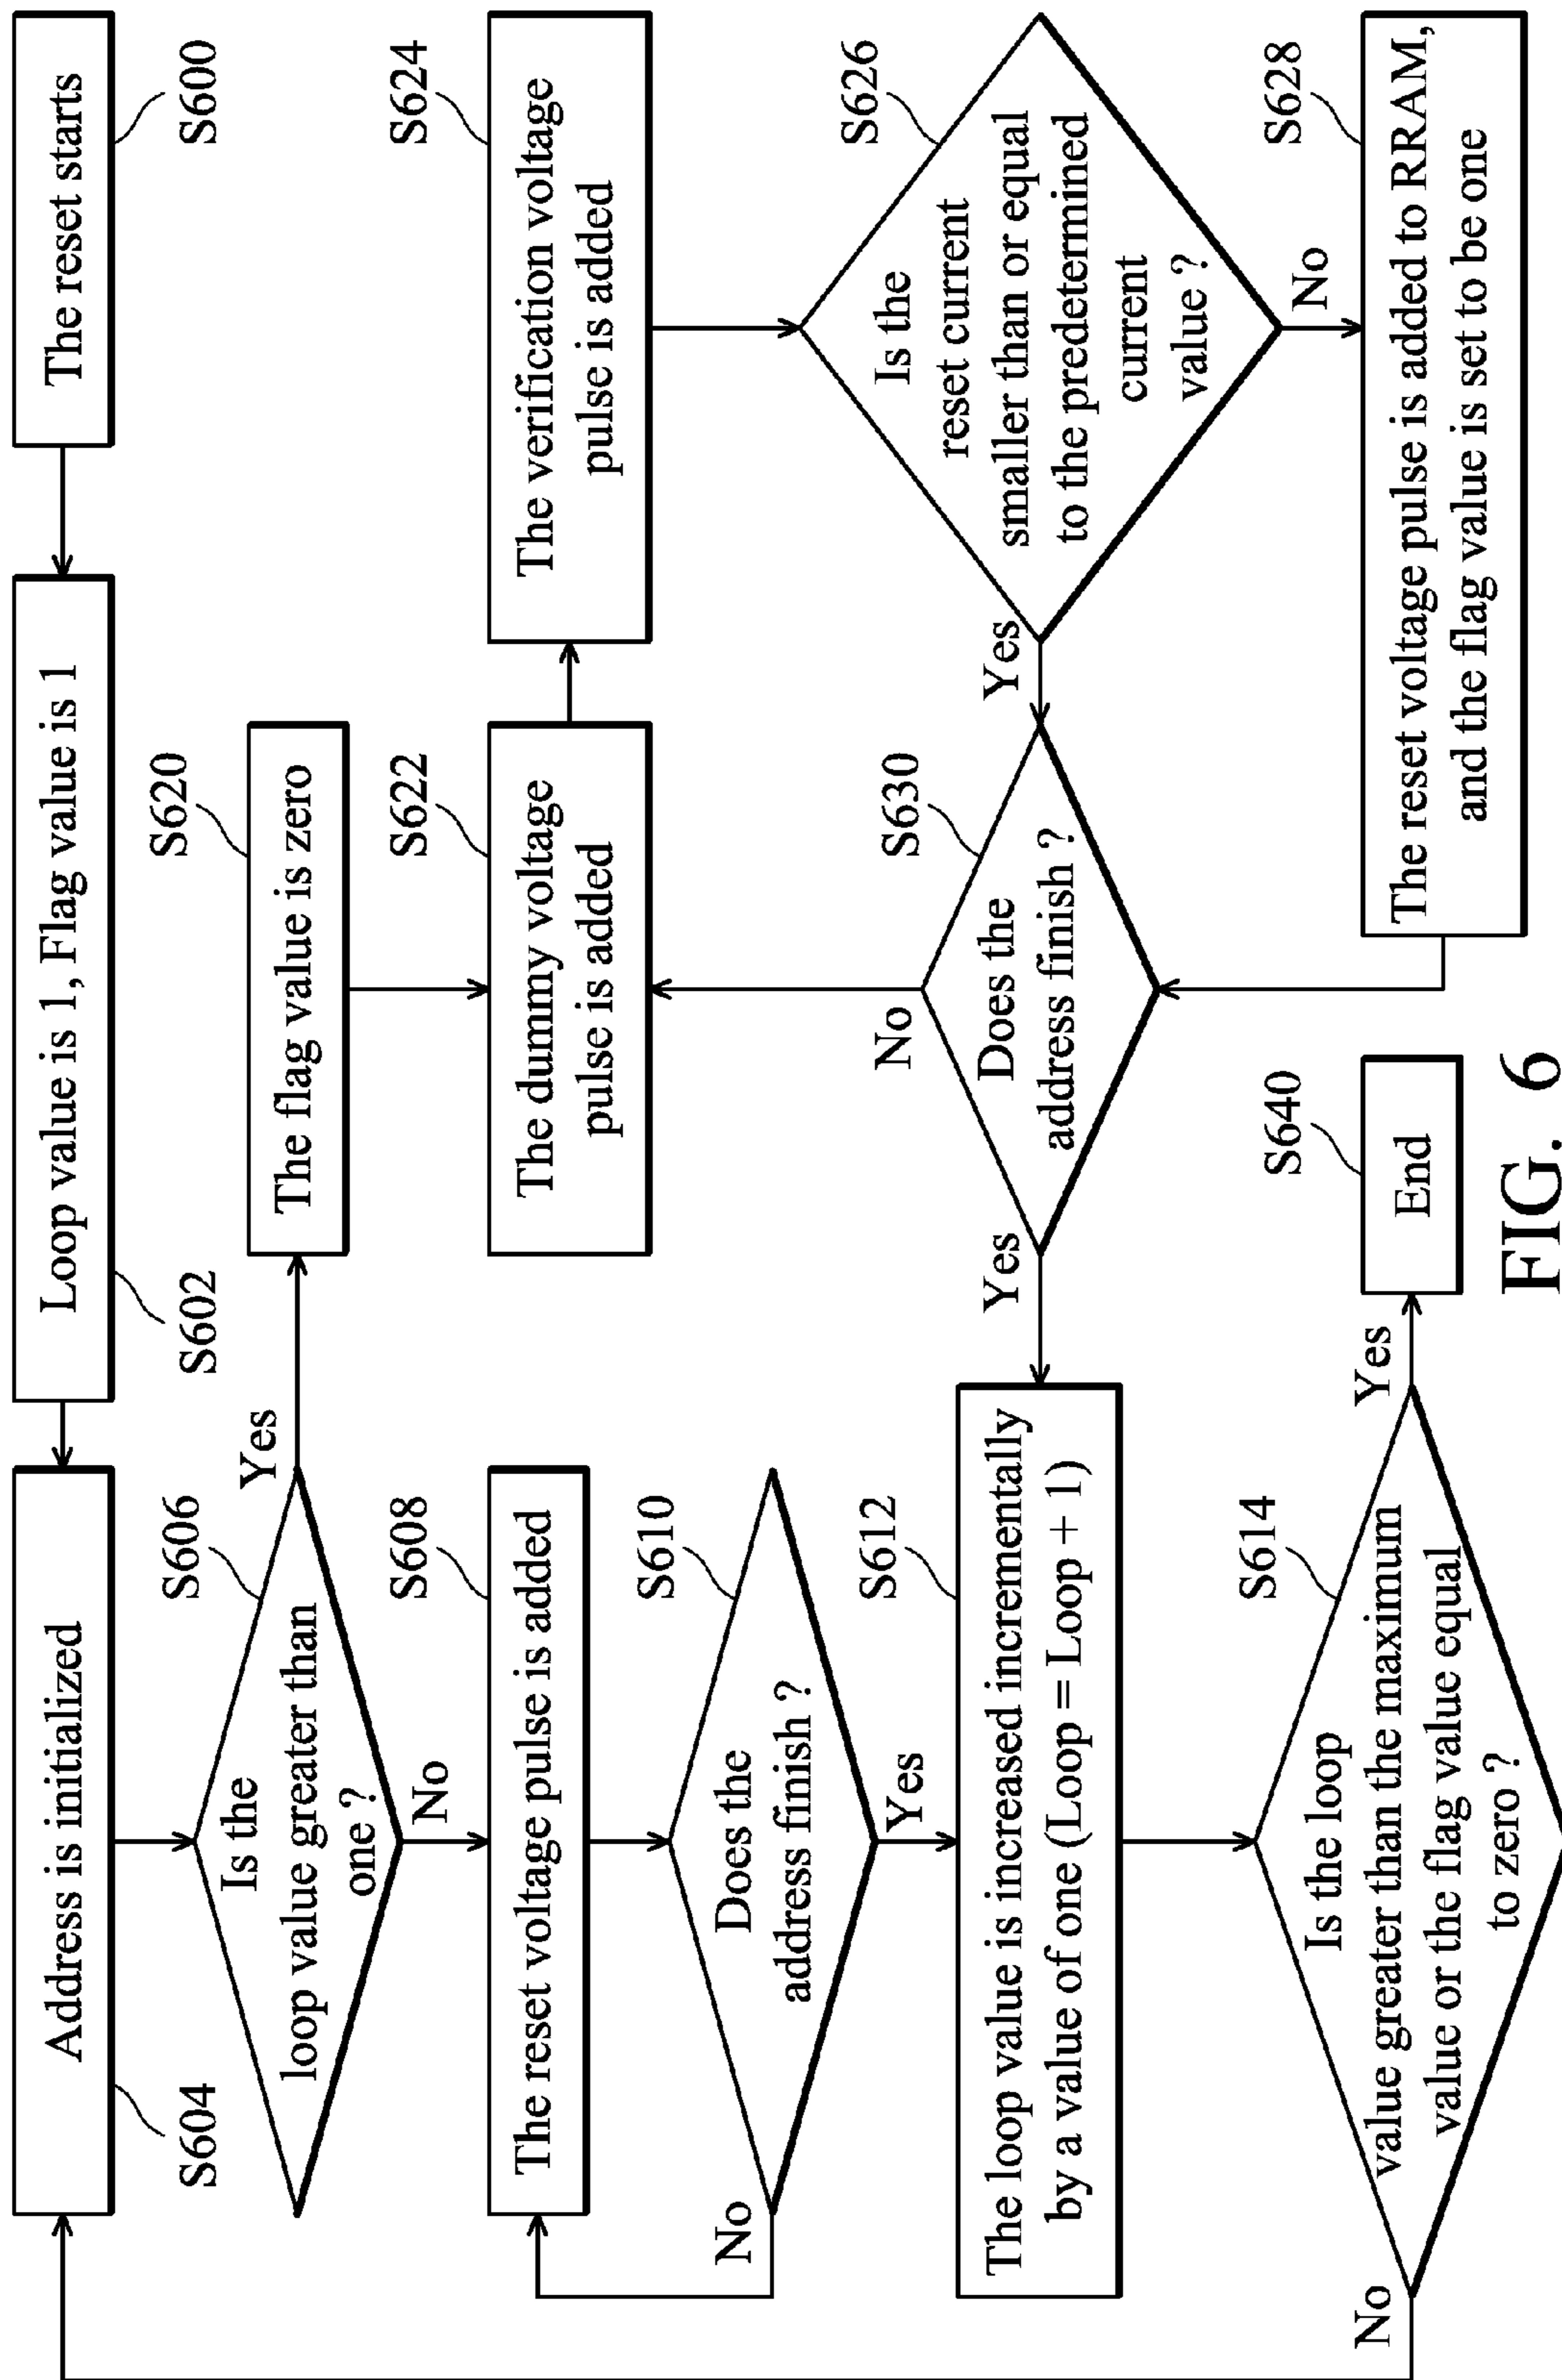 The reset starts
S600
Loop value is 1, Flag value is 1
S602
Address is initialized
S604
Is the
loop value greater than
one ?
S606
Yes
No
The flag value is zero
S620
The reset voltage pulse is added
S608
The dummy voltage
pulse is added
S622
The verification voltage
pulse is added
S624
Does the
address finish ?
S610
No
Yes
Is the
reset current
smaller than or equal
to the predetermined
current
value ?
S626
Yes
No
Does the
address finish ?
S630
No
Yes
The loop value is increased incrementally
by a value of one (Loop = Loop + 1)
S612
The reset voltage pulse is added to RRAM,
and the flag value is set to be one
S628
Is the loop
value greater than the maximum
value or the flag value equal
to zero ?
S614
No
Yes
End
S640
FIG. 6